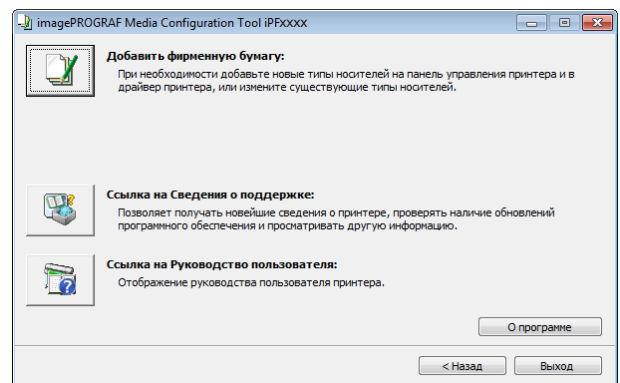 imagePROGRAF Media Configuration Tool iPFxxxx
Добавить фирменную бумагу:
При необходимости добавьте новые типы носителей на панель управления принтера и в
драйвер принтера, или измените существующие типы носителей.
Ссылка на Сведения о поддержке:
Позволяет получать новейшие сведения о принтере, проверять наличие обновлений
программного обеспечения и просматривать другую информацию.
Ссылка на Руководство пользователя:
Отображение руководства пользователя принтера.
О программе
< Назад
Выход